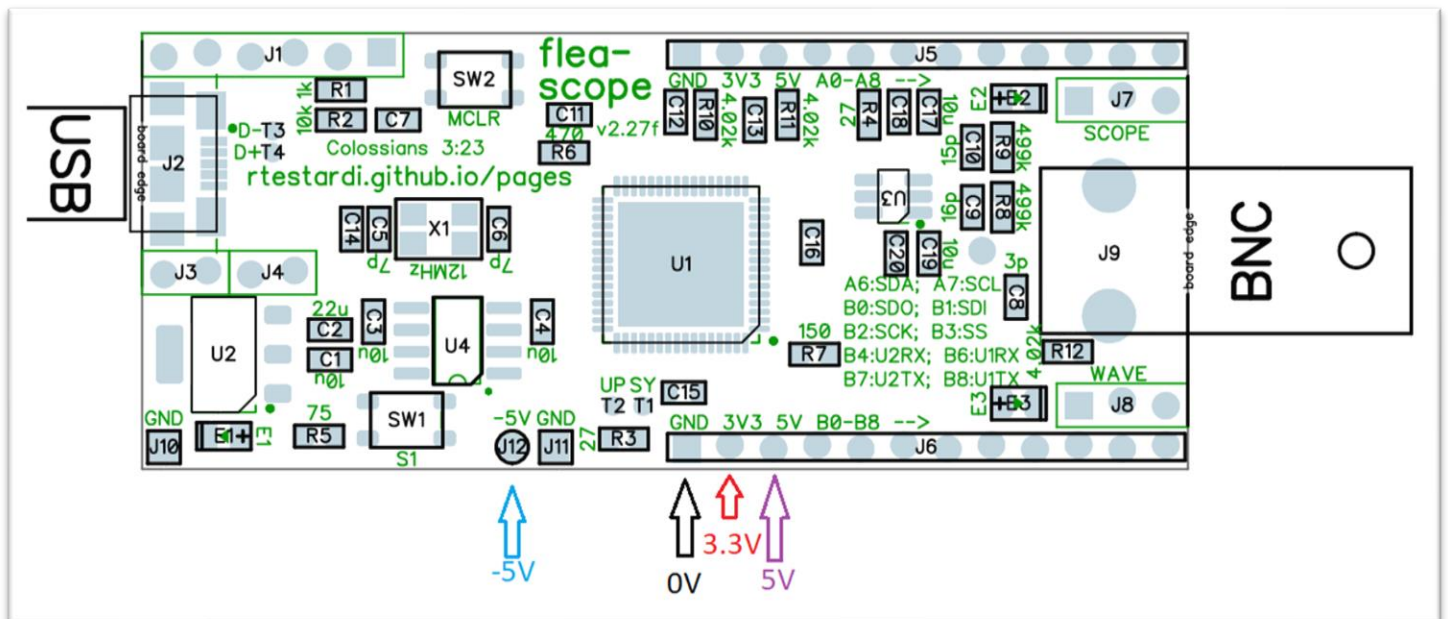 J1
SW2
MCLR
flea-
scope
v2.27f
J5
GND 3V3 5V A0-A8 -->
1k
R1
10k
R2
C7
C11
470
R6
C12
R10
4.02k
C13
R11
4.02k
27
R4
C18
C17
10u
E2
E2
J7
SCOPE
USB
board edge
J2
D-T3
D+T4
Colossians 3:23
rtestardi.github.io/pages
15p
C10
R9
499k
U3
16p
C9
R8
499k
C14
C5
7p
X1
12MHz
C6
7p
U1
C16
C20
C19
10u
3p
C8
J9
board edge
BNC
J3
J4
A6:SDA; A7:SCL
B0:SDO; B1:SDI
B2:SCK; B3:SS
B4:U2RX; B6:U1RX
B7:U2TX; B8:U1TX
U2
22u
C2
C1
10u
C3
10u
U4
C4
10u
150
R7
4.02k
R12
WAVE
UP SY
T2 T1
C15
E3
E3
J8
GND
J10
E1
E1
75
R5
SW1
S1
-5V GND
J12
J11
27
R3
GND 3V3 5V B0-B8 -->
J6
-5V
0V
3.3V
5V